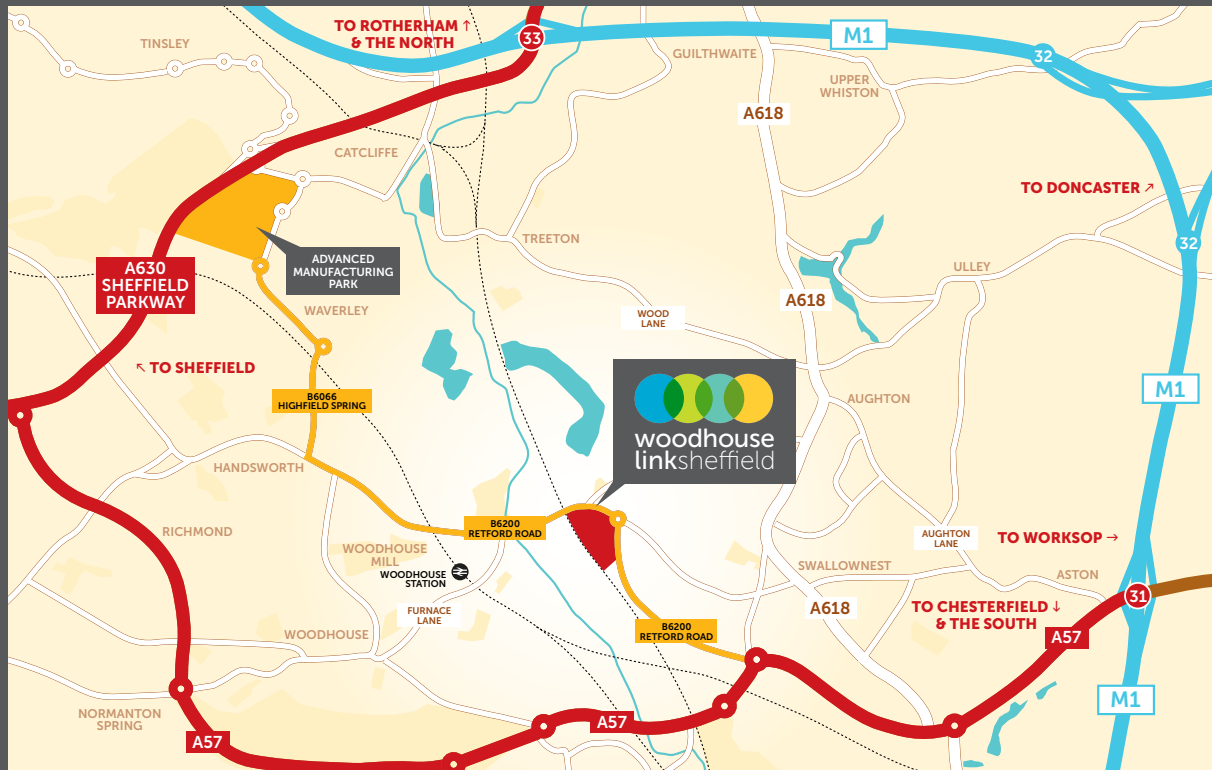 TO ROTHERHAM ↑
& THE NORTH
33
M1
TINSLEY
GUILTHWAITE
32
UPPER
WHISTON
A618
CATCLIFFE
TO DONCASTER ↗
TREETON
32
ADVANCED
MANUFACTURING
PARK
A630
SHEFFIELD
PARKWAY
ULLEY
A618
WAVERLEY
WOOD
LANE
↖ TO SHEFFIELD
M1
B6066
HIGHFIELD SPRING
AUGHTON
woodhouse
linksheffield
HANDSWORTH
RICHMOND
B6200
RETFORD ROAD
AUGHTON
LANE
TO WORKSOP →
WOODHOUSE
MILL
WOODHOUSE
STATION
SWALLOWNEST
ASTON
31
FURNACE
LANE
A618
TO CHESTERFIELD ↓
& THE SOUTH
WOODHOUSE
B6200
RETFORD ROAD
A57
M1
NORMANTON
SPRING
A57
A57